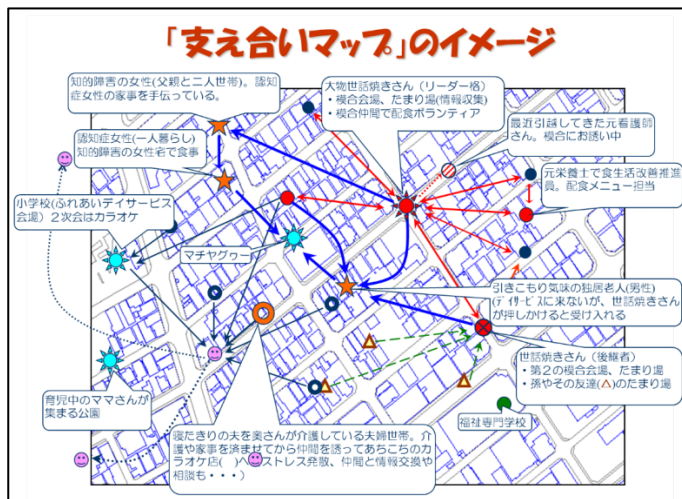 「支え合いマップ」のイメージ
知的障害の女性(父親と二人世帯)。認知
症女性の家事を手伝っている。
大物世話焼きさん（リーダー格）
・模合会場、たまり場(情報収集)
・模合仲間で配食ボランティア
最近引越してきた元看護師
さん。模合にお誘い中
認知症女性(一人暮らし)
知的障害の女性宅で食事
元栄養士で食生活改善推進
員。配食メニュー担当
小学校(ふれあいデイサービス
会場）２次会はカラオケ
マチヤグヮー
引きこもり気味の独居老人(男性)
(ﾃﾞｲｻｰﾋﾞｽに来ないが、世話焼きさん
が押しかけると受け入れる
世話焼きさん（後継者）
・第２の模合会場、たまり場
・孫やその友達(△)のたまり場
育児中のママさんが
集まる公園
福祉専門学校
寝たきりの夫を奥さんが介護している夫婦世帯。介
護や家事を済ませてから仲間を誘ってあちこちのカ
ラオケ店( )へ
ストレス発散、仲間と情報交換や
相談も・・・）